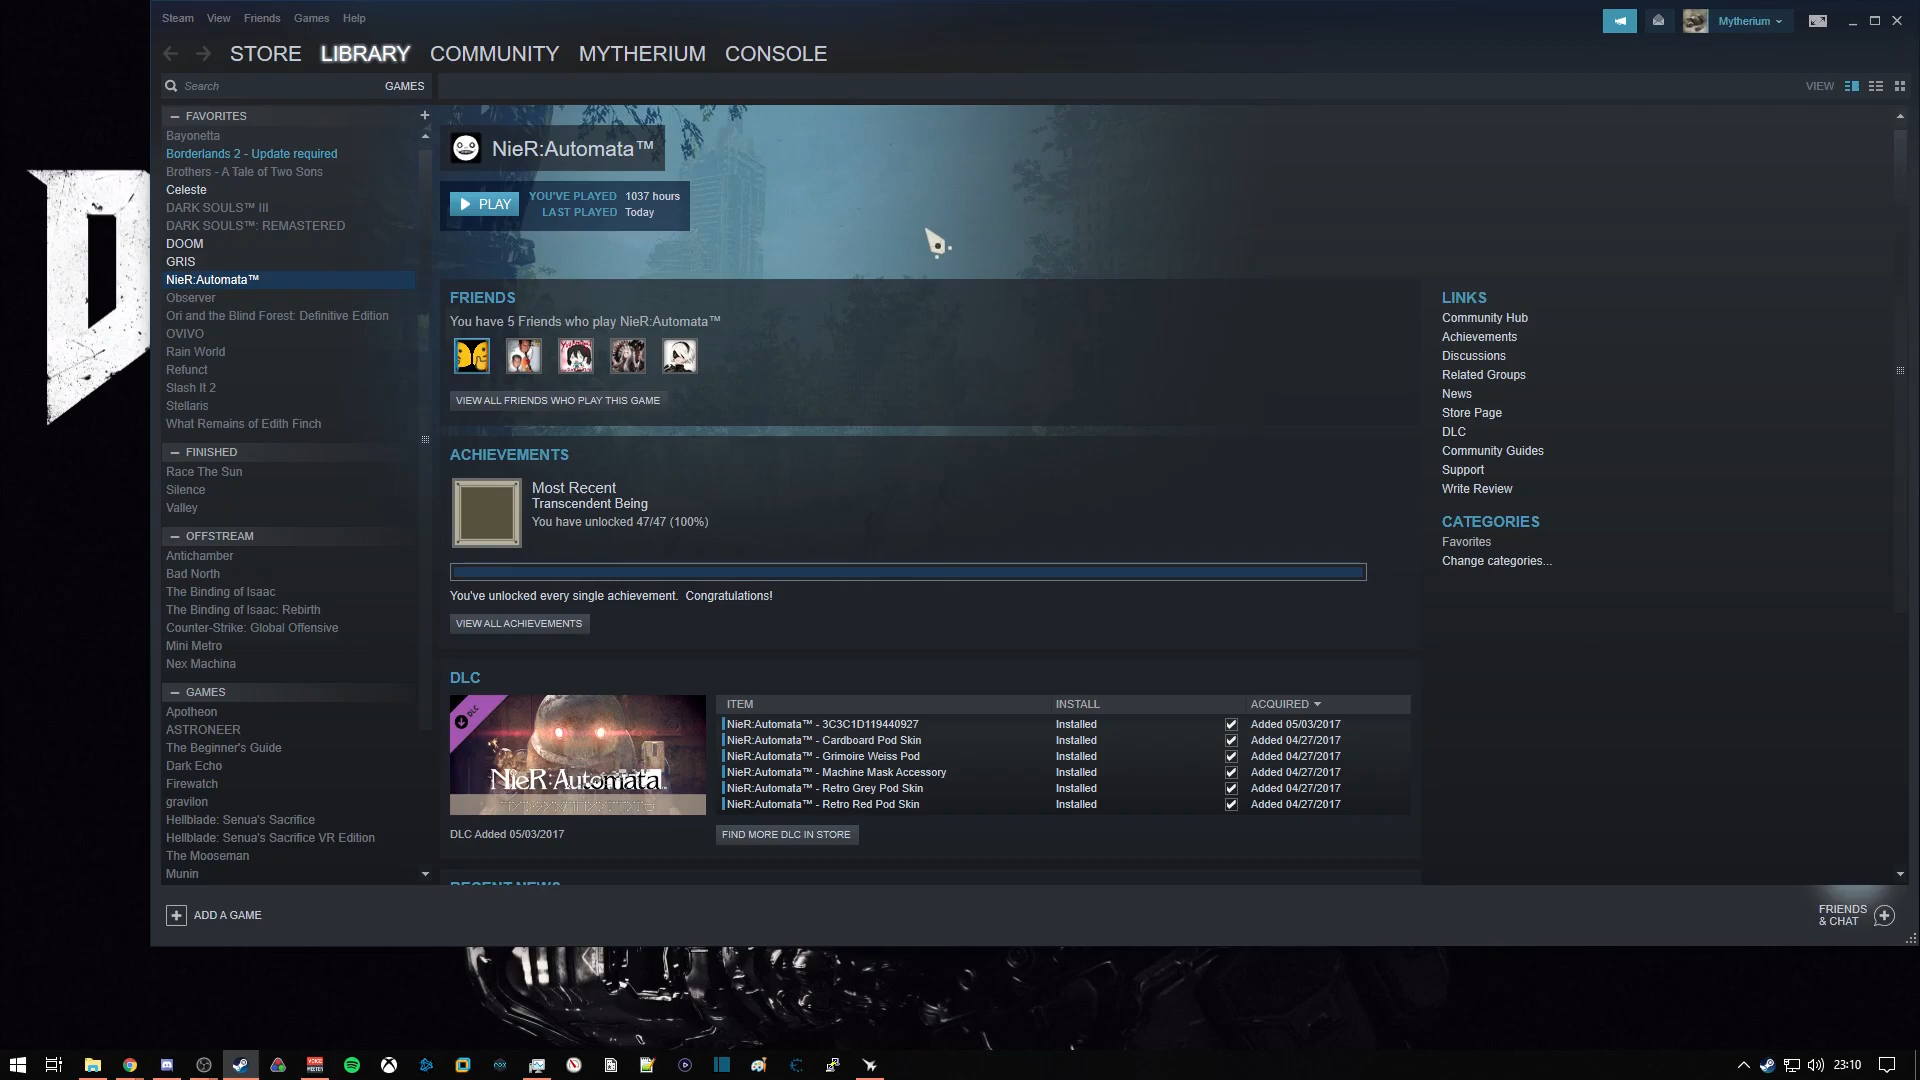 Steam View Friends Games Help
Mytherium
STORE LIBRARY COMMUNITY MYTHERIUM CONSOLE
Search GAMES
VIEW
FAVORITES
Bayonetta
Borderlands 2 - Update required
Brothers - A Tale of Two Sons
Celeste
DARK SOULS™ III
DARK SOULS™: REMASTERED
DOOM
GRIS
NieR:Automata™
Observer
Ori and the Blind Forest: Definitive Edition
OVIVO
Rain World
Refunct
Slash It 2
Stellaris
What Remains of Edith Finch
FINISHED
Race The Sun
Silence
Valley
OFFSTREAM
Antichamber
Bad North
The Binding of Isaac
The Binding of Isaac: Rebirth
Counter-Strike: Global Offensive
Mini Metro
Nex Machina
GAMES
Apotheon
ASTRONEER
The Beginner's Guide
Dark Echo
Firewatch
gravilon
Hellblade: Senua's Sacrifice
Hellblade: Senua's Sacrifice VR Edition
The Mooseman
Munin
ADD A GAME
NieR:Automata™
PLAY
YOU'VE PLAYED 1037 hours
LAST PLAYED Today
FRIENDS
You have 5 Friends who play NieR:Automata™
VIEW ALL FRIENDS WHO PLAY THIS GAME
ACHIEVEMENTS
Most Recent
Transcendent Being
You have unlocked 47/47 (100%)
You've unlocked every single achievement. Congratulations!
VIEW ALL ACHIEVEMENTS
DLC
DLC
NieR:Automata
DLC Added 05/03/2017
ITEM INSTALL ACQUIRED
NieR:Automata™ - 3C3C1D119440927 Installed Added 05/03/2017
NieR:Automata™ - Cardboard Pod Skin Installed Added 04/27/2017
NieR:Automata™ - Grimoire Weiss Pod Installed Added 04/27/2017
NieR:Automata™ - Machine Mask Accessory Installed Added 04/27/2017
NieR:Automata™ - Retro Grey Pod Skin Installed Added 04/27/2017
NieR:Automata™ - Retro Red Pod Skin Installed Added 04/27/2017
FIND MORE DLC IN STORE
RECENT NEWS
LINKS
Community Hub
Achievements
Discussions
Related Groups
News
Store Page
DLC
Community Guides
Support
Write Review
CATEGORIES
Favorites
Change categories...
FRIENDS
& CHAT
23:10